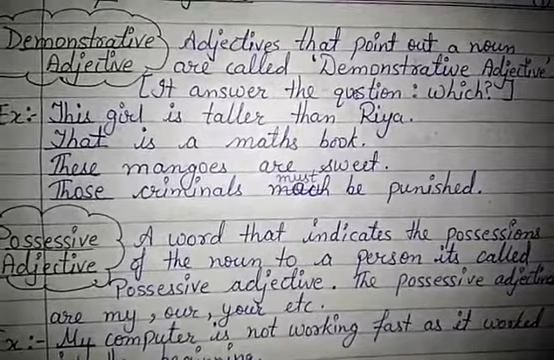 Demonstrative Adjective Adjectives that point out a noun
are called 'Demonstrative Adjective'
[It answer the qustion : which? ]
Ex:- This girl is taller than Riya.
That is a maths book.
These mangoes are sweet.
Those criminals must be punished.
Possessive Adjective A word that indicates the possessions
of the noun to a person its called
Possessive adjective. The possessive adjective
are my, our, your etc.
Ex:- My computer is not working fast as it worked
beginning.